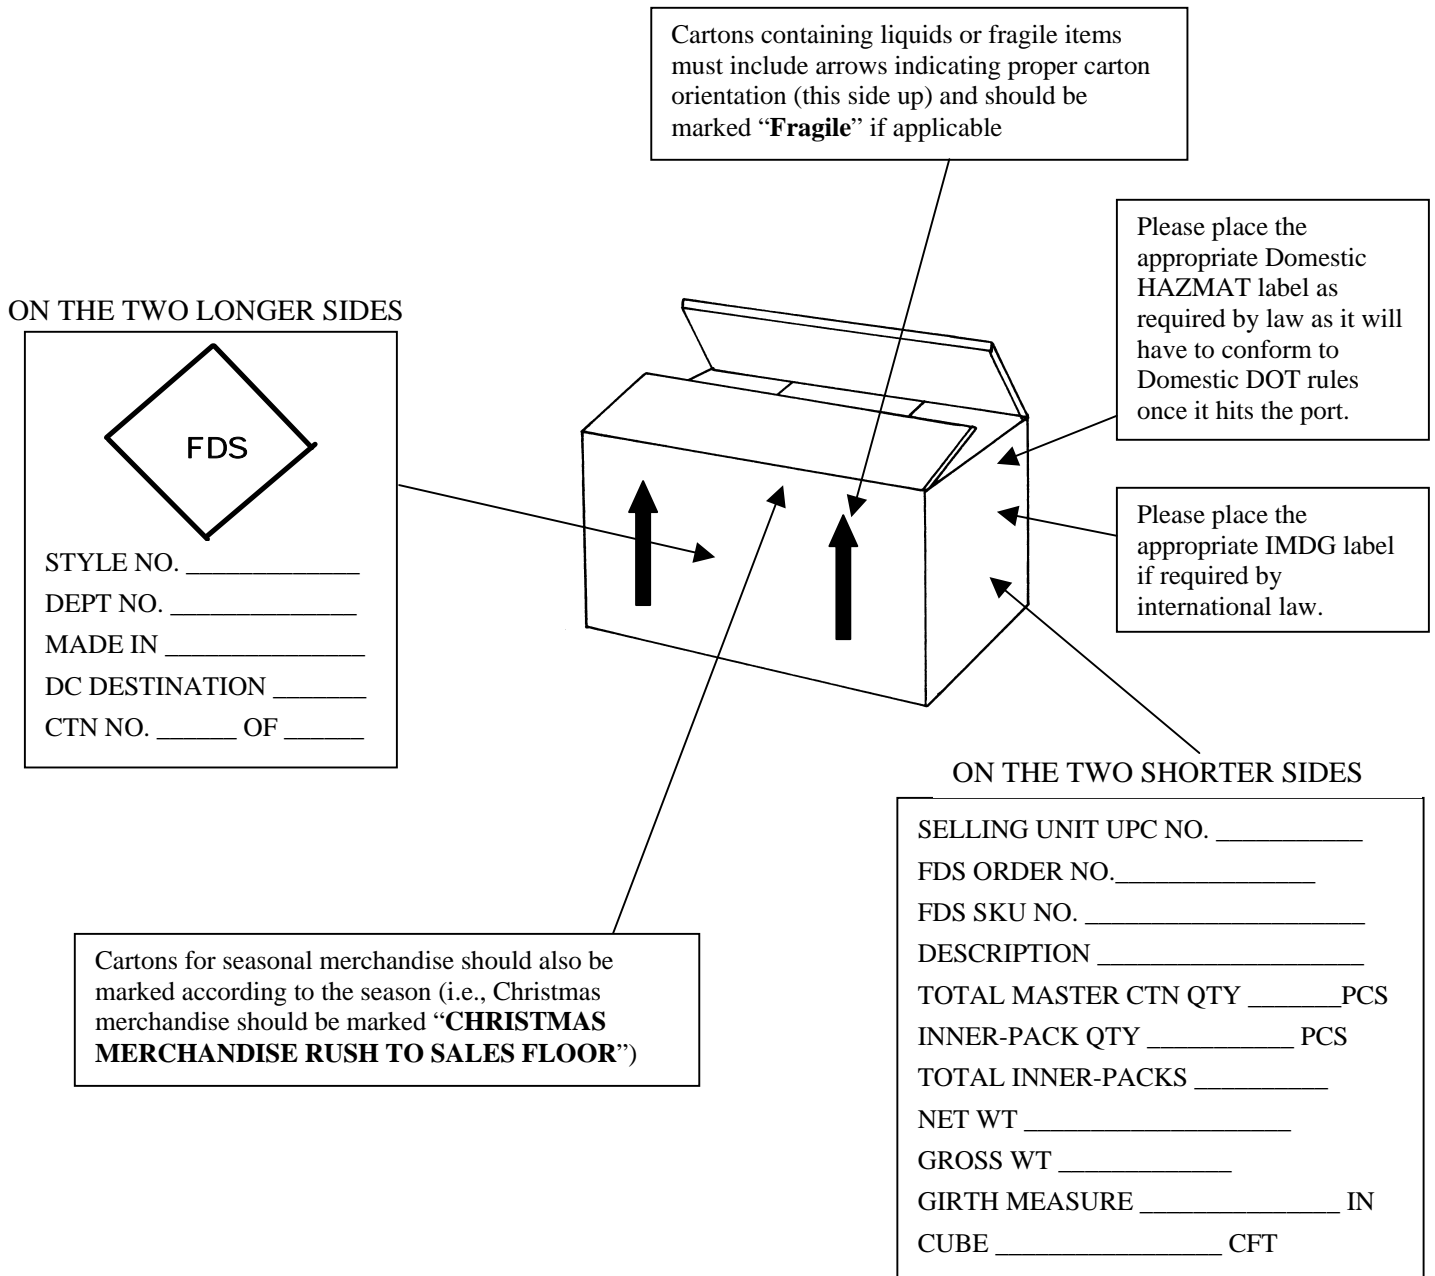 Cartons containing liquids or fragile items
must include arrows indicating proper carton
orientation (this side up) and should be
marked “Fragile” if applicable
Please place the
appropriate Domestic
HAZMAT label as
required by law as it will
have to conform to
Domestic DOT rules
once it hits the port.
ON THE TWO LONGER SIDES
FDS
STYLE NO. _____________
DEPT NO. ______________
MADE IN _______________
DC DESTINATION _______
CTN NO. ______ OF ______
Please place the
appropriate IMDG label
if required by
international law.
ON THE TWO SHORTER SIDES
SELLING UNIT UPC NO. ___________
FDS ORDER NO._______________
FDS SKU NO. _____________________
DESCRIPTION ____________________
TOTAL MASTER CTN QTY _______PCS
INNER-PACK QTY ___________ PCS
TOTAL INNER-PACKS __________
NET WT ____________________
GROSS WT _____________
GIRTH MEASURE _______________ IN
CUBE _________________ CFT
Cartons for seasonal merchandise should also be
marked according to the season (i.e., Christmas
merchandise should be marked “CHRISTMAS
MERCHANDISE RUSH TO SALES FLOOR”)